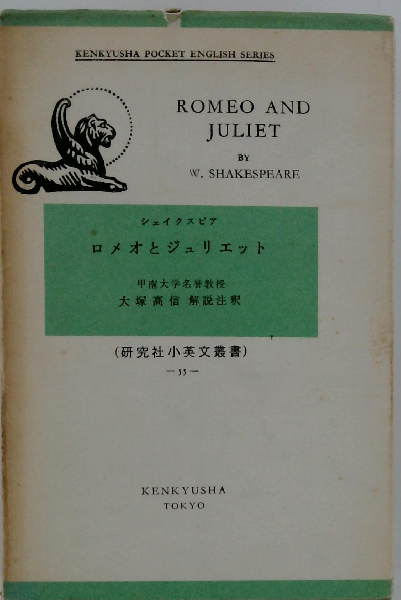 KENKYUSHA POCKET ENGLISH SERIES
ROMEO AND
JULIET
BY
W. SHAKESPEARE
シェイクスピア
ロメオとジュリエット
甲南大学名誉教授
大塚高信 解説注釈
(研究社小英文叢書)
— 55 —
KENKYUSHA
TOKYO